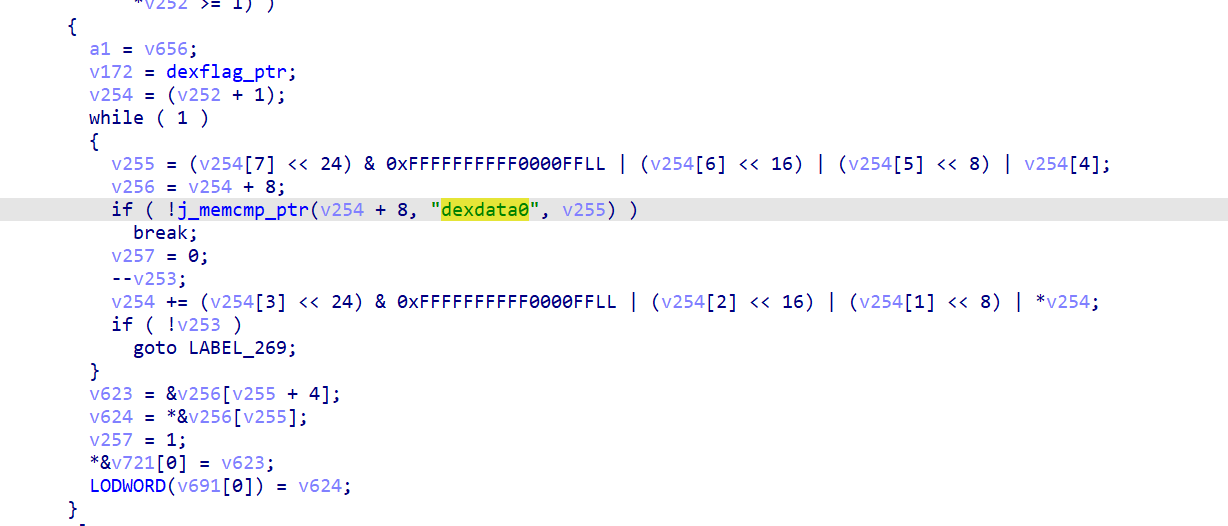 *v252 >= 1) )
{
a1 = v656;
v172 = dexflag_ptr;
v254 = (v252 + 1);
while ( 1 )
{
v255 = (v254[7] << 24) & 0xFFFFFFFFFF0000FFLL | (v254[6] << 16) | (v254[5] << 8) | v254[4];
v256 = v254 + 8;
if ( !j_memcmp_ptr(v254 + 8, "dexdata0", v255) )
break;
v257 = 0;
--v253;
v254 += (v254[3] << 24) & 0xFFFFFFFFFF0000FFLL | (v254[2] << 16) | (v254[1] << 8) | *v254;
if ( !v253 )
goto LABEL_269;
}
v623 = &v256[v255 + 4];
v624 = *&v256[v255];
v257 = 1;
*&v721[0] = v623;
LODWORD(v691[0]) = v624;
}